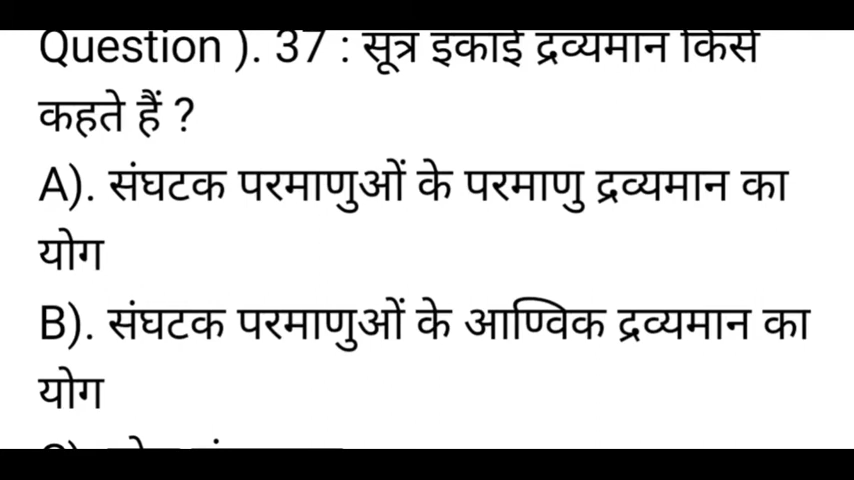 Question ). 37 : सूत्र इकाई द्रव्यमान किसे
कहते हैं ?
A). संघटक परमाणुओं के परमाणु द्रव्यमान का
योग
B). संघटक परमाणुओं के आण्विक द्रव्यमान का
योग